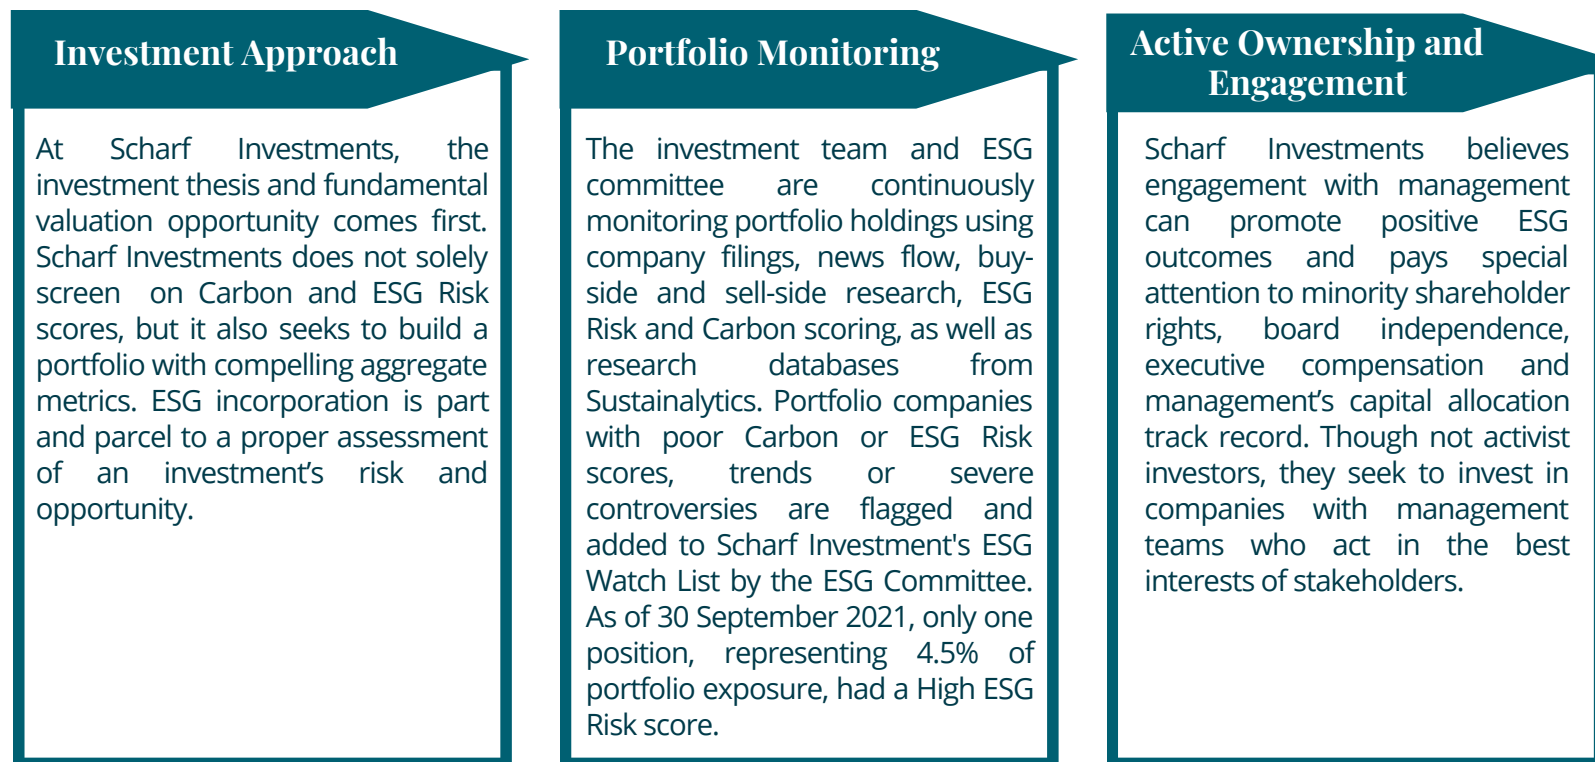 Investment Approach
At Scharf Investments, the
investment thesis and fundamental
valuation opportunity comes first.
Scharf Investments does not solely
screen on Carbon and ESG Risk
scores, but it also seeks to build a
portfolio with compelling aggregate
metrics. ESG incorporation is part
and parcel to a proper assessment
of an investment’s risk and
opportunity.
Portfolio Monitoring
The investment team and ESG
committee are continuously
monitoring portfolio holdings using
company filings, news flow, buy-
side and sell-side research, ESG
Risk and Carbon scoring, as well as
research databases from
Sustainalytics. Portfolio companies
with poor Carbon or ESG Risk
scores, trends or severe
controversies are flagged and
added to Scharf Investment's ESG
Watch List by the ESG Committee.
As of 30 September 2021, only one
position, representing 4.5% of
portfolio exposure, had a High ESG
Risk score.
Active Ownership and
Engagement
Scharf Investments believes
engagement with management
can promote positive ESG
outcomes and pays special
attention to minority shareholder
rights, board independence,
executive compensation and
management’s capital allocation
track record. Though not activist
investors, they seek to invest in
companies with management
teams who act in the best
interests of stakeholders.